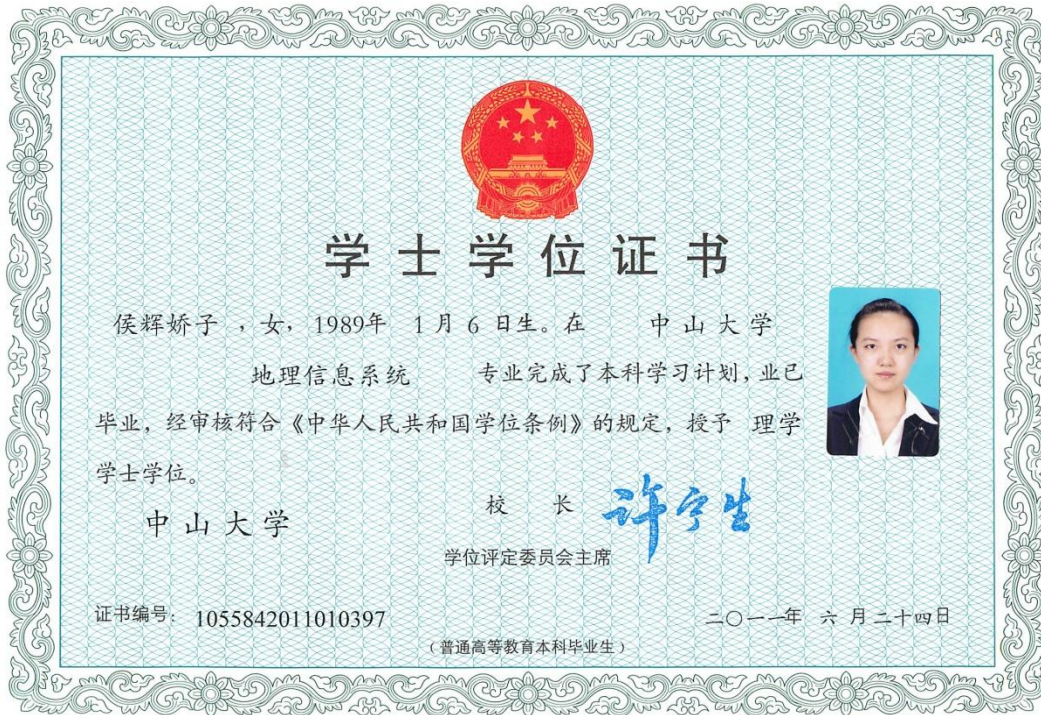 学士学位证书
侯辉娇子 ，女，1989年 1月6日生。在 中山大学
地理信息系统 专业完成了本科学习计划，业已
毕业，经审核符合《中华人民共和国学位条例》的规定，授予 理学
学士学位。
中山大学
校 长 许宁生
学位评定委员会主席
证书编号：1055842011010397
二〇一一年 六 月二十四日
（普通高等教育本科毕业生）